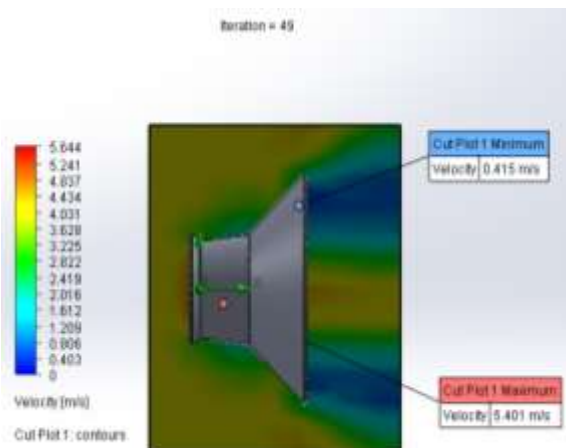 Iteration = 49
5.644
5.241
4.837
4.434
4.031
3.628
3.225
2.822
2.419
2.016
1.612
1.209
0.806
0.403
0
Velocity [m/s]
Cut Plot 1: contours
Cut Plot 1 Minimum
Velocity 0.415 m/s
Cut Plot 1 Maximum
Velocity 5.401 m/s